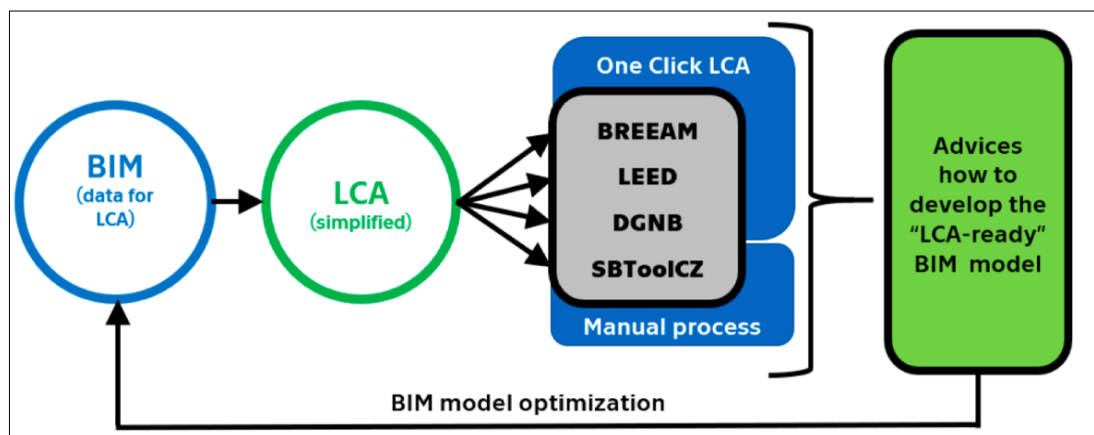 BIM
(data for
LCA)
LCA
(simplified)
One Click LCA
BREEAM
LEED
DGNB
SBToolCZ
Manual process
Advices
how to
develop the
“LCA-ready”
BIM model
BIM model optimization